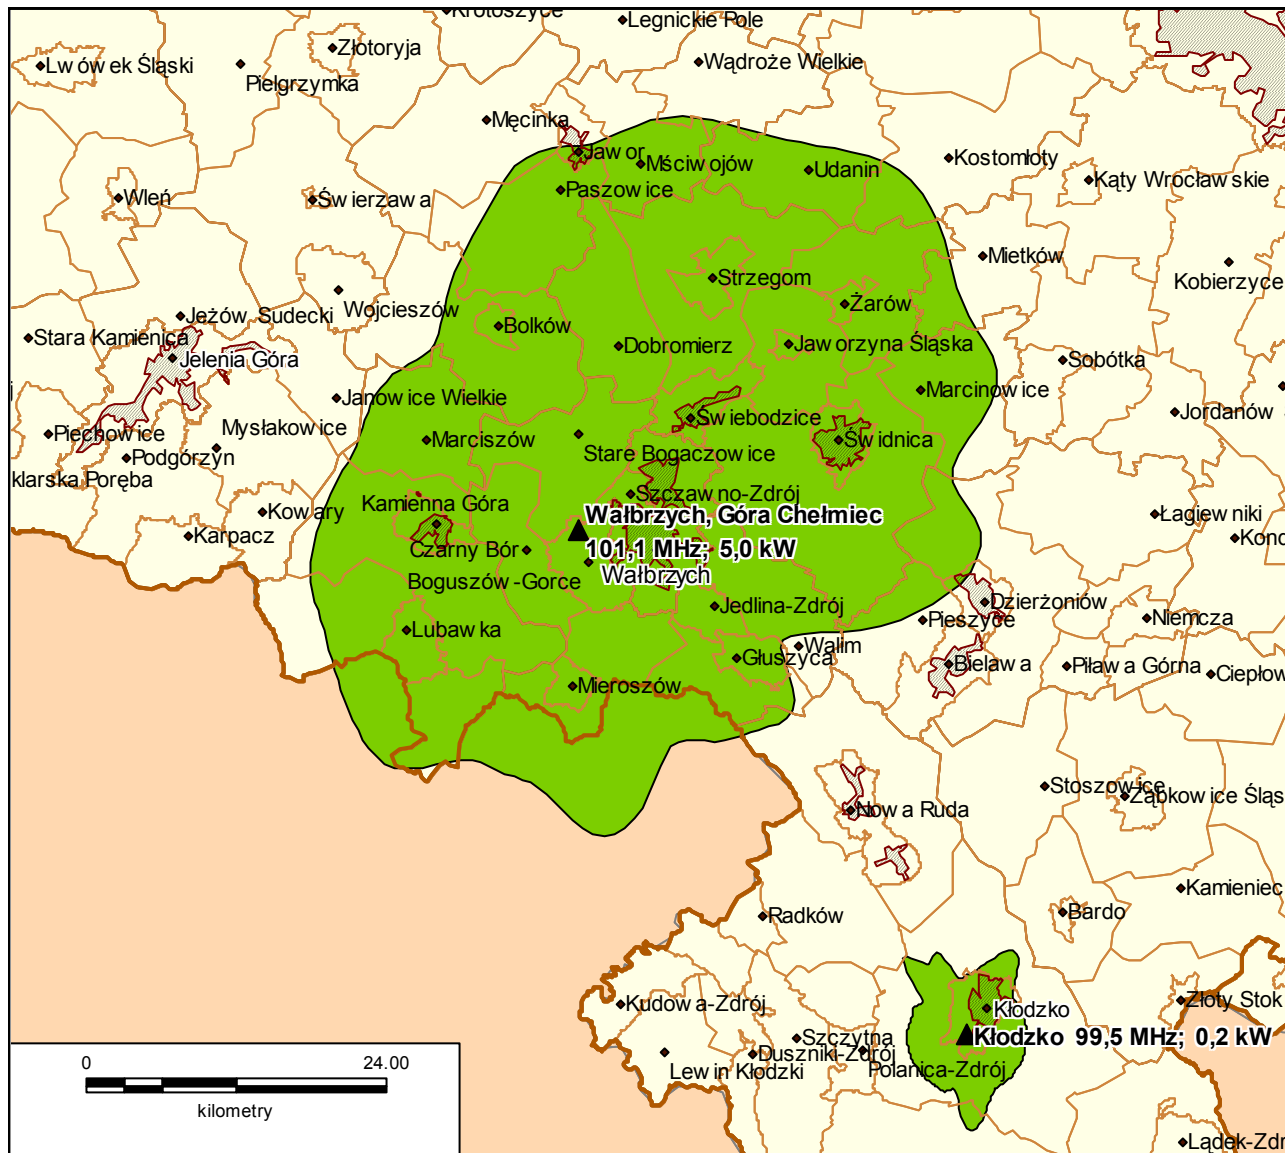 Krotoszyce
Legnickie Pole
Złotoryja
Lwówek Śląski
Pielgrzymka
Wądroże Wielkie
Męcinka
Jawor
Mściwojów
Udanin
Kostomłoty
Kąty Wrocławskie
Wleń
Świerzawa
Paszowice
Mietków
Kobierzyce
Strzegom
Wojcieszów
Żarów
Jeżów Sudecki
Stara Kamienica
Bolków
Dobromierz
Jaworzyna Śląska
Jelenia Góra
Sobótka
Janowice Wielkie
Marcinowice
Jordanów
Świebodzice
Piechowice
Mysłakowice
Marciszów
Świdnica
Podgórzyn
Stare Bogaczowice
klarska Poręba
Szczawno-Zdrój
Kamienna Góra
Kowary
Wałbrzych, Góra Chełmiec
101,1 MHz; 5,0 kW
Łagiewniki
Karpacz
Czarny Bór
Kond
Boguszów-Gorce
Wałbrzych
Jedlina-Zdrój
Dzierżoniów
Pieszyce
Niemcza
Lubawka
Głuszyca
Walim
Bielawa
Piława Górna
Ciepłow
Mieroszów
Stoszowice
Ząbkowice Śląs
Nowa Ruda
Kamieniec
Radków
Bardo
Kudowa-Zdrój
Kłodzko
Złoty Stok
Kłodzko 99,5 MHz; 0,2 kW
Szczytna
Duszniki-Zdrój
Lewin Kłodzki
Polanica-Zdrój
0
24.00
kilometry
Lądek-Zdr